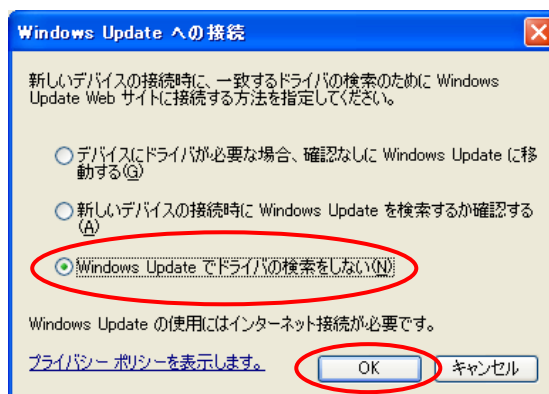 Windows Update への接続
新しいデバイスの接続時に、一致するドライバの検索のために Windows
Update Web サイトに接続する方法を指定してください。
デバイスにドライバが必要な場合、確認なしに Windows Update に移
動する(G)
新しいデバイスの接続時に Windows Update を検索するか確認する
(A)
Windows Update でドライバの検索をしない(N)
Windows Update の使用にはインターネット接続が必要です。
プライバシー ポリシーを表示します。
OK
キャンセル